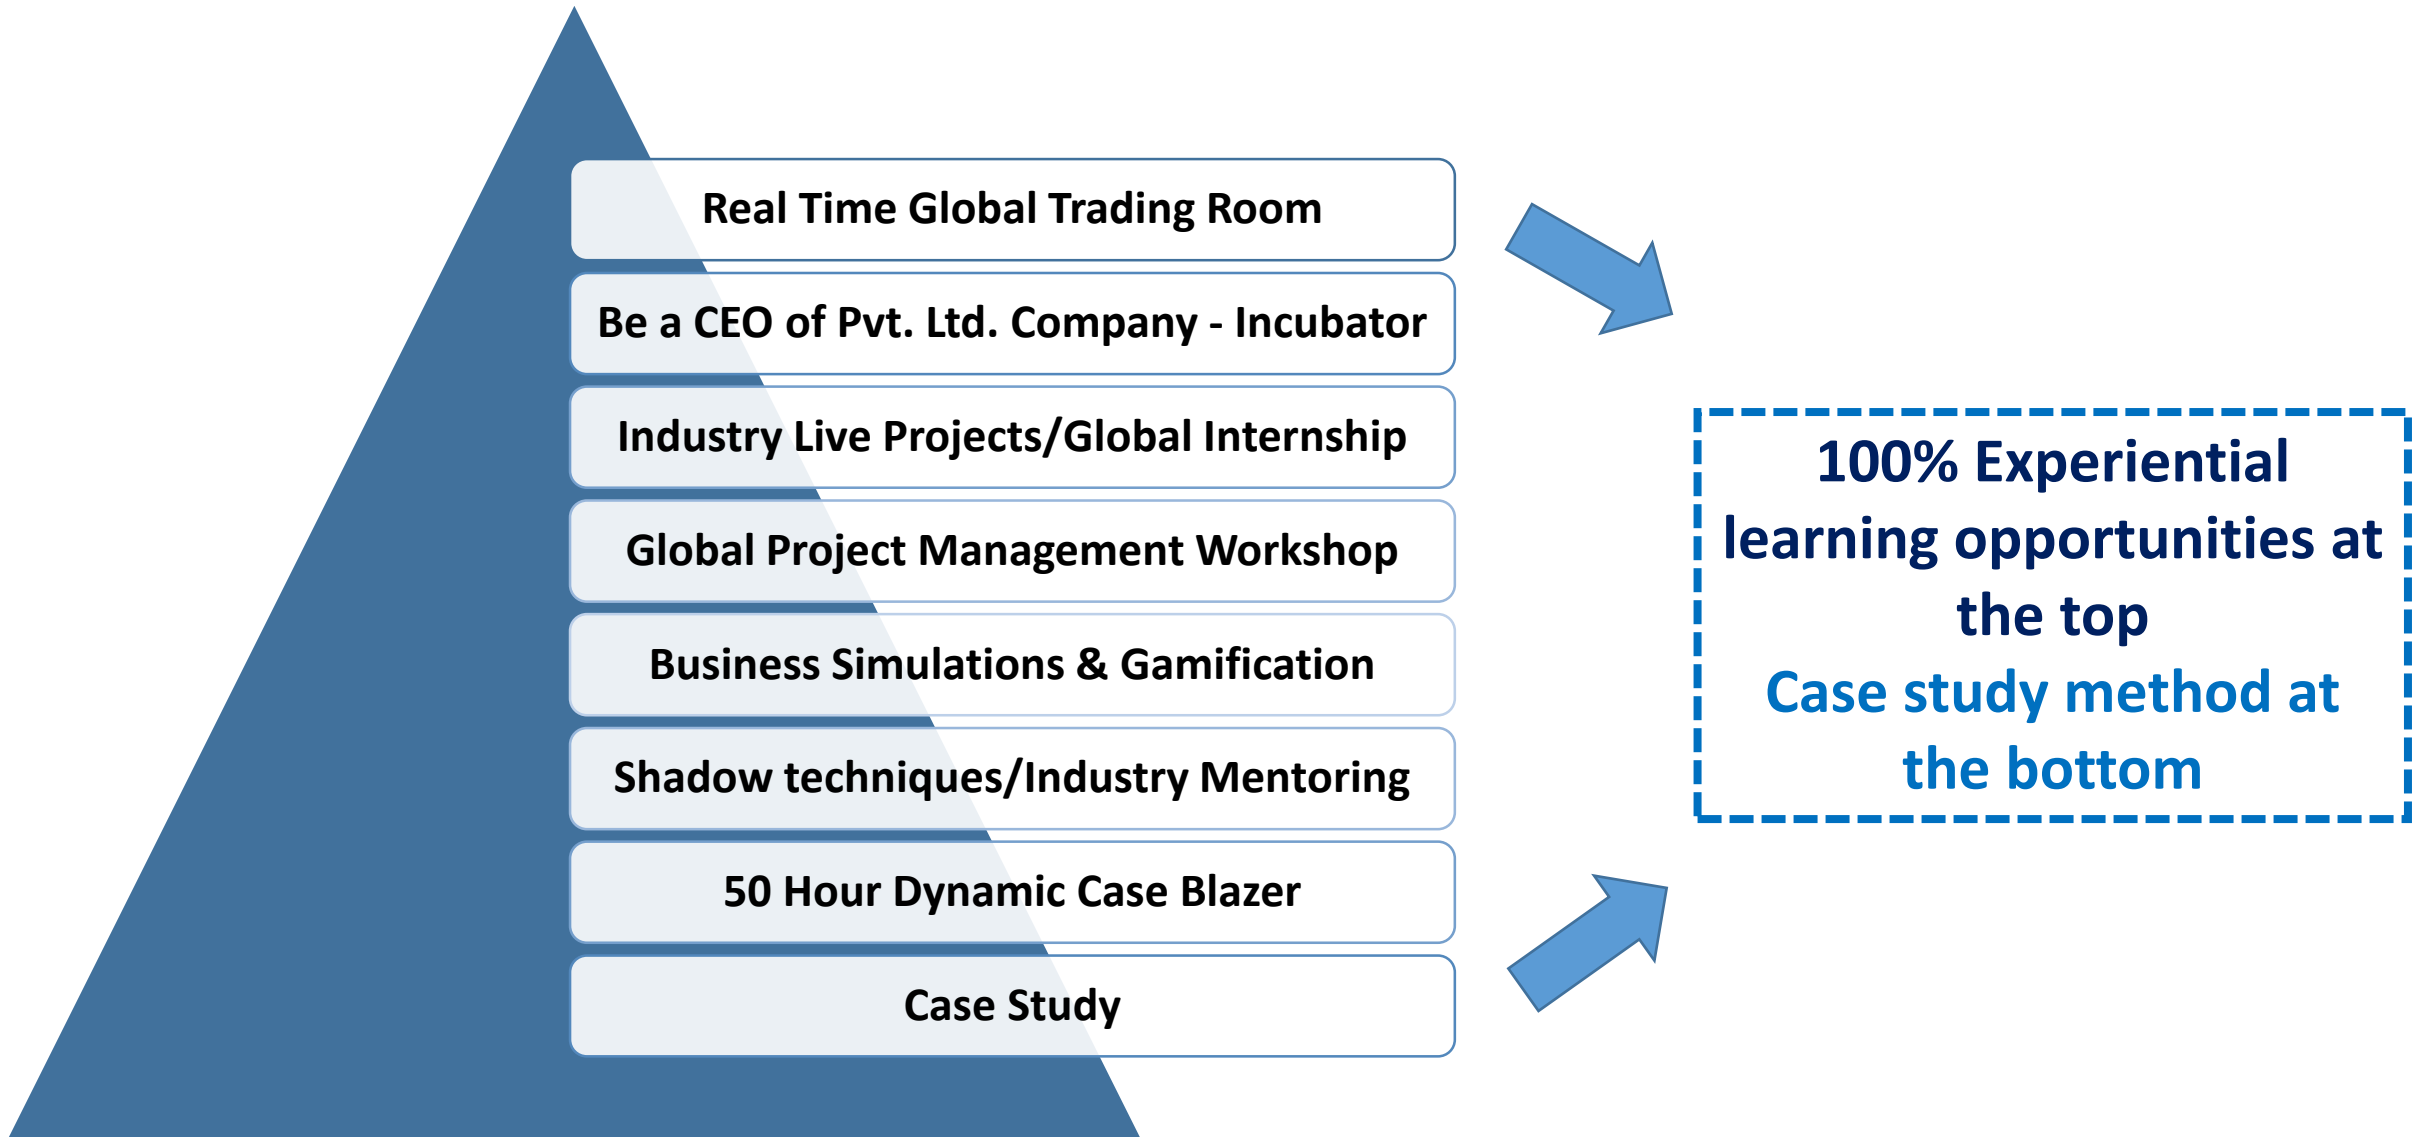 Real Time Global Trading Room
Be a CEO of Pvt. Ltd. Company - Incubator
Industry Live Projects/Global Internship
Global Project Management Workshop
Business Simulations & Gamification
Shadow techniques/Industry Mentoring
50 Hour Dynamic Case Blazer
Case Study
100% Experiential
learning opportunities at
the top
Case study method at
the bottom